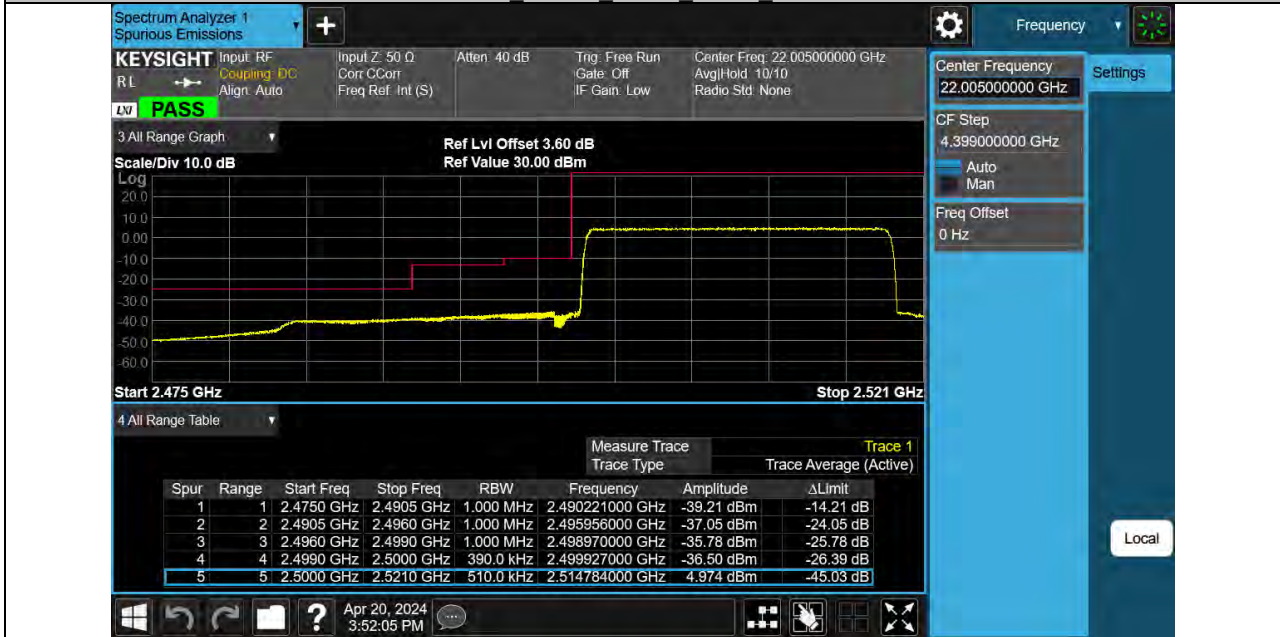 Spectrum Analyzer 1
Spurious Emissions
+
Frequency
KEYSIGHT
RL
LXI PASS
Input: RF
Coupling: DC
Align: Auto
Input Z: 50 Ω
Corr CCorr
Freq Ref: Int (S)
Atten: 40 dB
Trig: Free Run
Gate: Off
IF Gain: Low
Center Freq: 22.005000000 GHz
Avg|Hold: 10/10
Radio Std: None
Center Frequency
22.005000000 GHz
Settings
CF Step
4.399000000 GHz
Auto
Man
Freq Offset
0 Hz
3 All Range Graph
Scale/Div 10.0 dB
Ref Lvl Offset 3.60 dB
Ref Value 30.00 dBm
Log
20.0
10.0
0.00
-10.0
-20.0
-30.0
-40.0
-50.0
-60.0
Start 2.475 GHz
Stop 2.521 GHz
4 All Range Table
Measure Trace Trace 1
Trace Type Trace Average (Active)
Spur Range Start Freq Stop Freq RBW Frequency Amplitude ΔLimit
1 1 2.4750 GHz 2.4905 GHz 1.000 MHz 2.490221000 GHz -39.21 dBm -14.21 dB
2 2 2.4905 GHz 2.4960 GHz 1.000 MHz 2.495956000 GHz -37.05 dBm -24.05 dB
3 3 2.4960 GHz 2.4990 GHz 1.000 MHz 2.498970000 GHz -35.78 dBm -25.78 dB
4 4 2.4990 GHz 2.5000 GHz 390.0 kHz 2.499927000 GHz -36.50 dBm -26.39 dB
5 5 2.5000 GHz 2.5210 GHz 510.0 kHz 2.514784000 GHz 4.974 dBm -45.03 dB
Local
?
Apr 20, 2024
3:52:05 PM